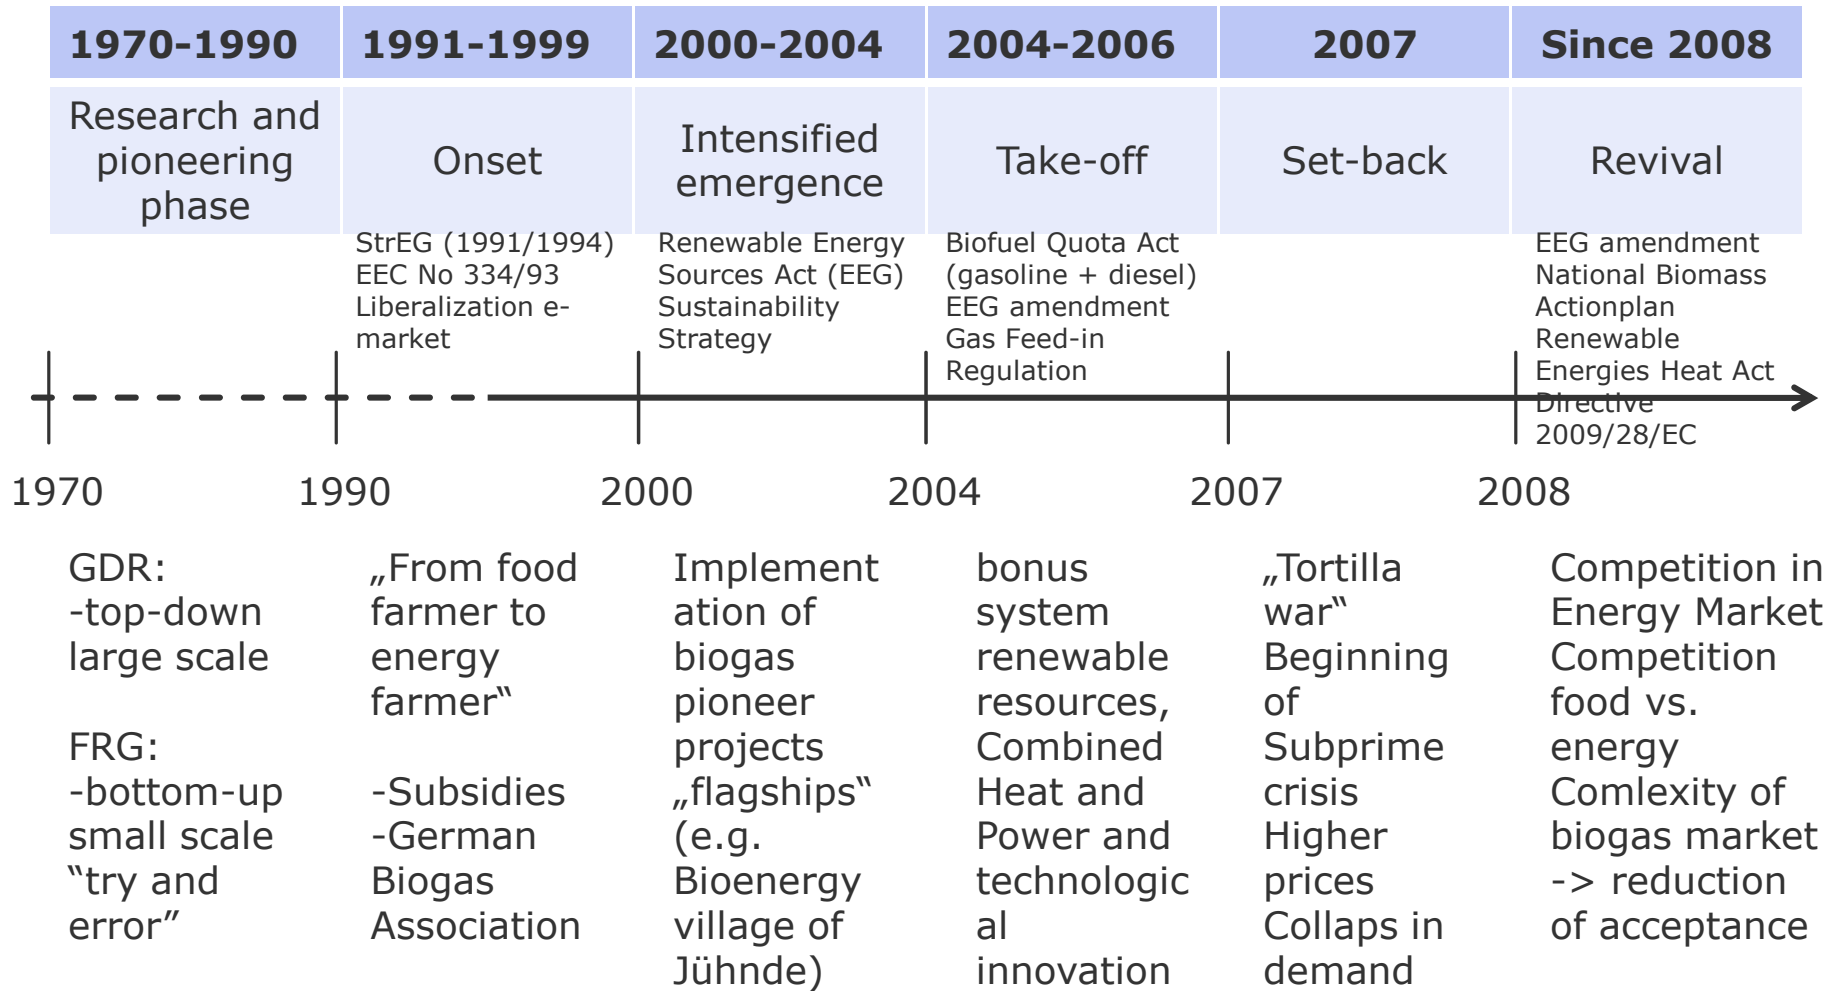 1970-1990
1991-1999
2000-2004
2004-2006
2007
Since 2008
Research and
pioneering
phase
Onset
Intensified
emergence
Take-off
Set-back
Revival
StrEG (1991/1994)
EEC No 334/93
Liberalization e-
market
Renewable Energy
Sources Act (EEG)
Sustainability
Strategy
Biofuel Quota Act
(gasoline + diesel)
EEG amendment
Gas Feed-in
Regulation
EEG amendment
National Biomass
Actionplan
Renewable
Energies Heat Act
Directive
2009/28/EC
1970
1990
2000
2004
2007
2008
GDR:
-top-down
large scale
FRG:
-bottom-up
small scale
“try and
error”
„From food
farmer to
energy
farmer“
-Subsidies
-German
Biogas
Association
Implement
ation of
biogas
pioneer
projects
„flagships“
(e.g.
Bioenergy
village of
Jühnde)
bonus
system
renewable
resources,
Combined
Heat and
Power and
technologic
al
innovation
„Tortilla
war“
Beginning
of
Subprime
crisis
Higher
prices
Collaps in
demand
Competition in
Energy Market
Competition
food vs.
energy
Comlexity of
biogas market
-> reduction
of acceptance